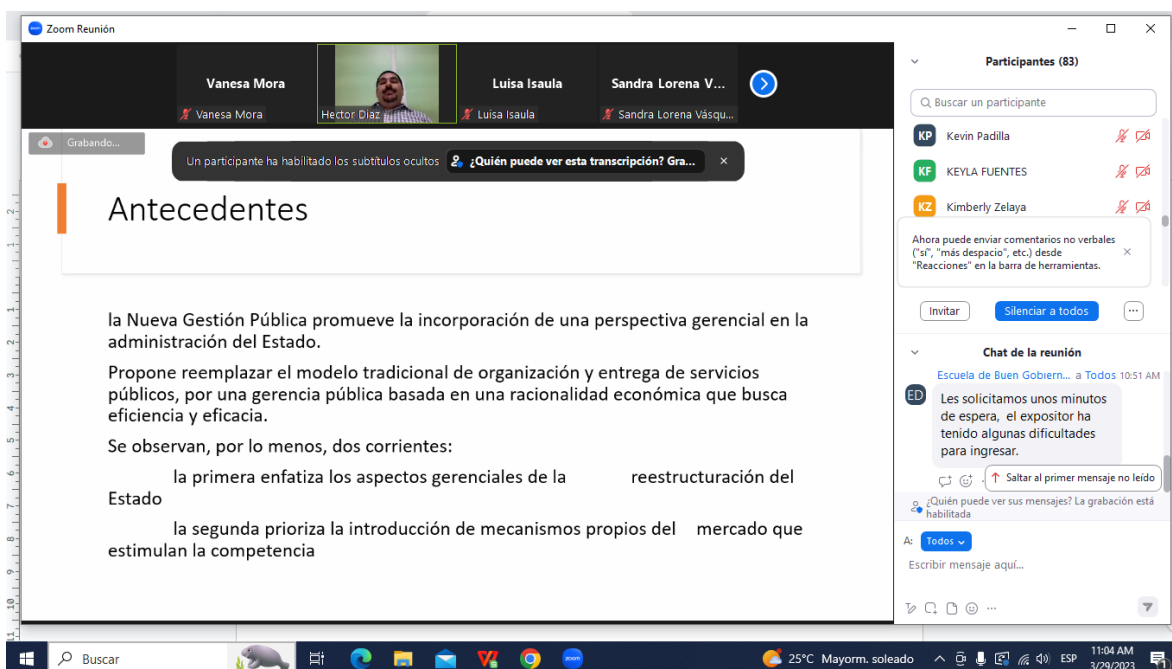 Zoom Reunión
Vanesa Mora
Luisa Isaula
Sandra Lorena V...
Vanesa Mora
Hector Diaz
Luisa Isaula
Sandra Lorena Vásqu...
Grabando...
Un participante ha habilitado los subtítulos ocultos
¿Quién puede ver esta transcripción? Gra...
Antecedentes
la Nueva Gestión Pública promueve la incorporación de una perspectiva gerencial en la
administración del Estado.
Propone reemplazar el modelo tradicional de organización y entrega de servicios
públicos, por una gerencia pública basada en una racionalidad económica que busca
eficiencia y eficacia.
Se observan, por lo menos, dos corrientes:
la primera enfatiza los aspectos gerenciales de la reestructuración del
Estado
la segunda prioriza la introducción de mecanismos propios del mercado que
estimulan la competencia
Participantes (83)
Buscar un participante
KP Kevin Padilla
KF KEYLA FUENTES
KZ Kimberly Zelaya
Ahora puede enviar comentarios no verbales
("sí", "más despacio", etc.) desde
"Reacciones" en la barra de herramientas.
Invitar
Silenciar a todos
Chat de la reunión
Escuela de Buen Gobiern... a Todos 10:51 AM
ED
Les solicitamos unos minutos
de espera, el expositor ha
tenido algunas dificultades
para ingresar.
Saltar al primer mensaje no leído
¿Quién puede ver sus mensajes? La grabación está
habilitada
A: Todos
Escribir mensaje aquí...
Buscar
zoom
25°C Mayorm. soleado
ESP
11:04 AM
3/29/2023